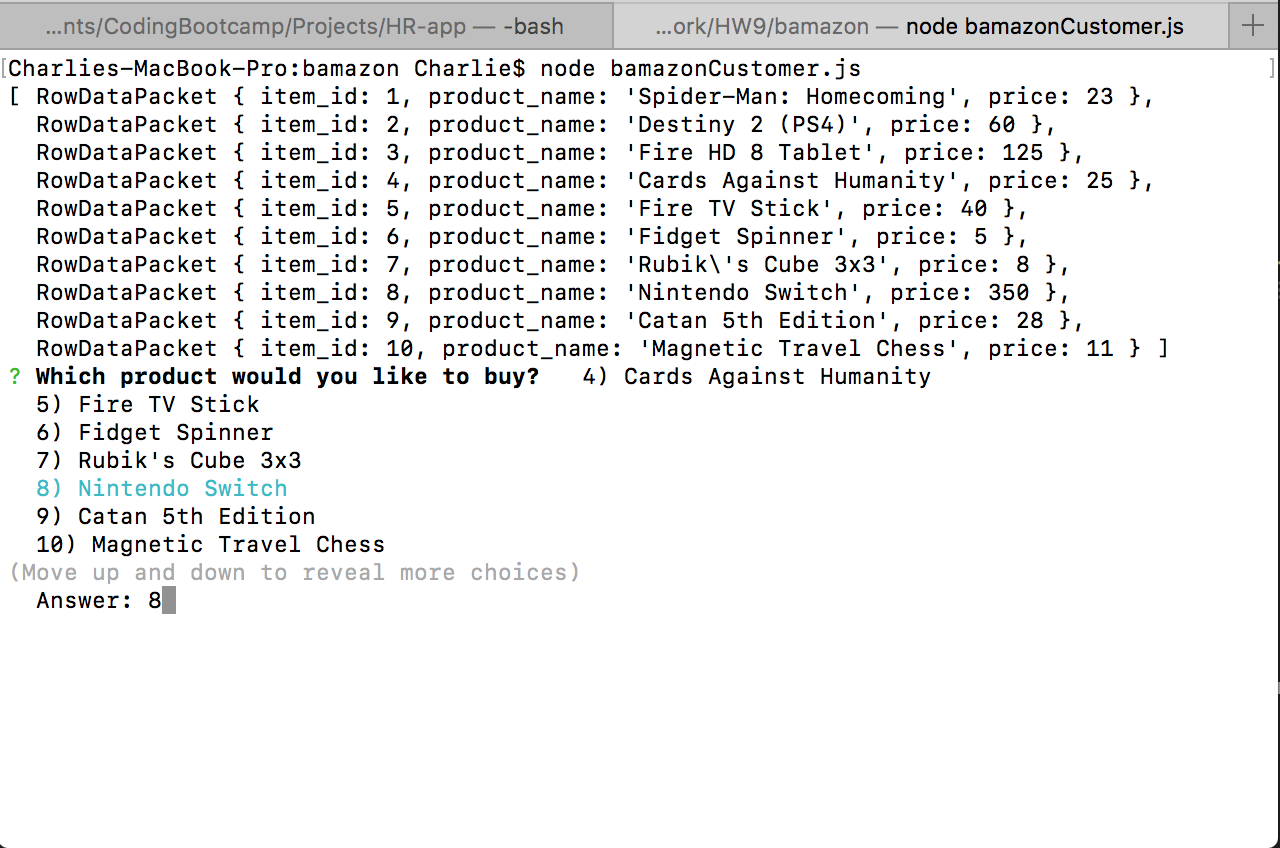 ...nts/CodingBootcamp/Projects/HR-app — -bash
...ork/HW9/bamazon — node bamazonCustomer.js
[Charlies-MacBook-Pro:bamazon Charlie$ node bamazonCustomer.js ]
[ RowDataPacket { item_id: 1, product_name: 'Spider-Man: Homecoming', price: 23 },
  RowDataPacket { item_id: 2, product_name: 'Destiny 2 (PS4)', price: 60 },
  RowDataPacket { item_id: 3, product_name: 'Fire HD 8 Tablet', price: 125 },
  RowDataPacket { item_id: 4, product_name: 'Cards Against Humanity', price: 25 },
  RowDataPacket { item_id: 5, product_name: 'Fire TV Stick', price: 40 },
  RowDataPacket { item_id: 6, product_name: 'Fidget Spinner', price: 5 },
  RowDataPacket { item_id: 7, product_name: 'Rubik\'s Cube 3x3', price: 8 },
  RowDataPacket { item_id: 8, product_name: 'Nintendo Switch', price: 350 },
  RowDataPacket { item_id: 9, product_name: 'Catan 5th Edition', price: 28 },
  RowDataPacket { item_id: 10, product_name: 'Magnetic Travel Chess', price: 11 } ]
? Which product would you like to buy?   4) Cards Against Humanity
  5) Fire TV Stick
  6) Fidget Spinner
  7) Rubik's Cube 3x3
  8) Nintendo Switch
  9) Catan 5th Edition
  10) Magnetic Travel Chess
(Move up and down to reveal more choices)
  Answer: 8